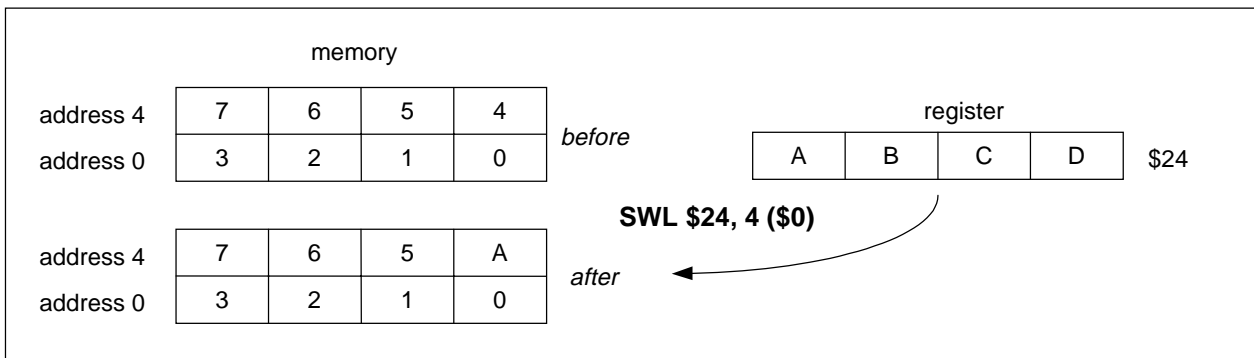 memory
address 4 7 6 5 4
address 0 3 2 1 0
before
register
A B C D $24
SWL $24, 4 ($0)
address 4 7 6 5 A
address 0 3 2 1 0
after